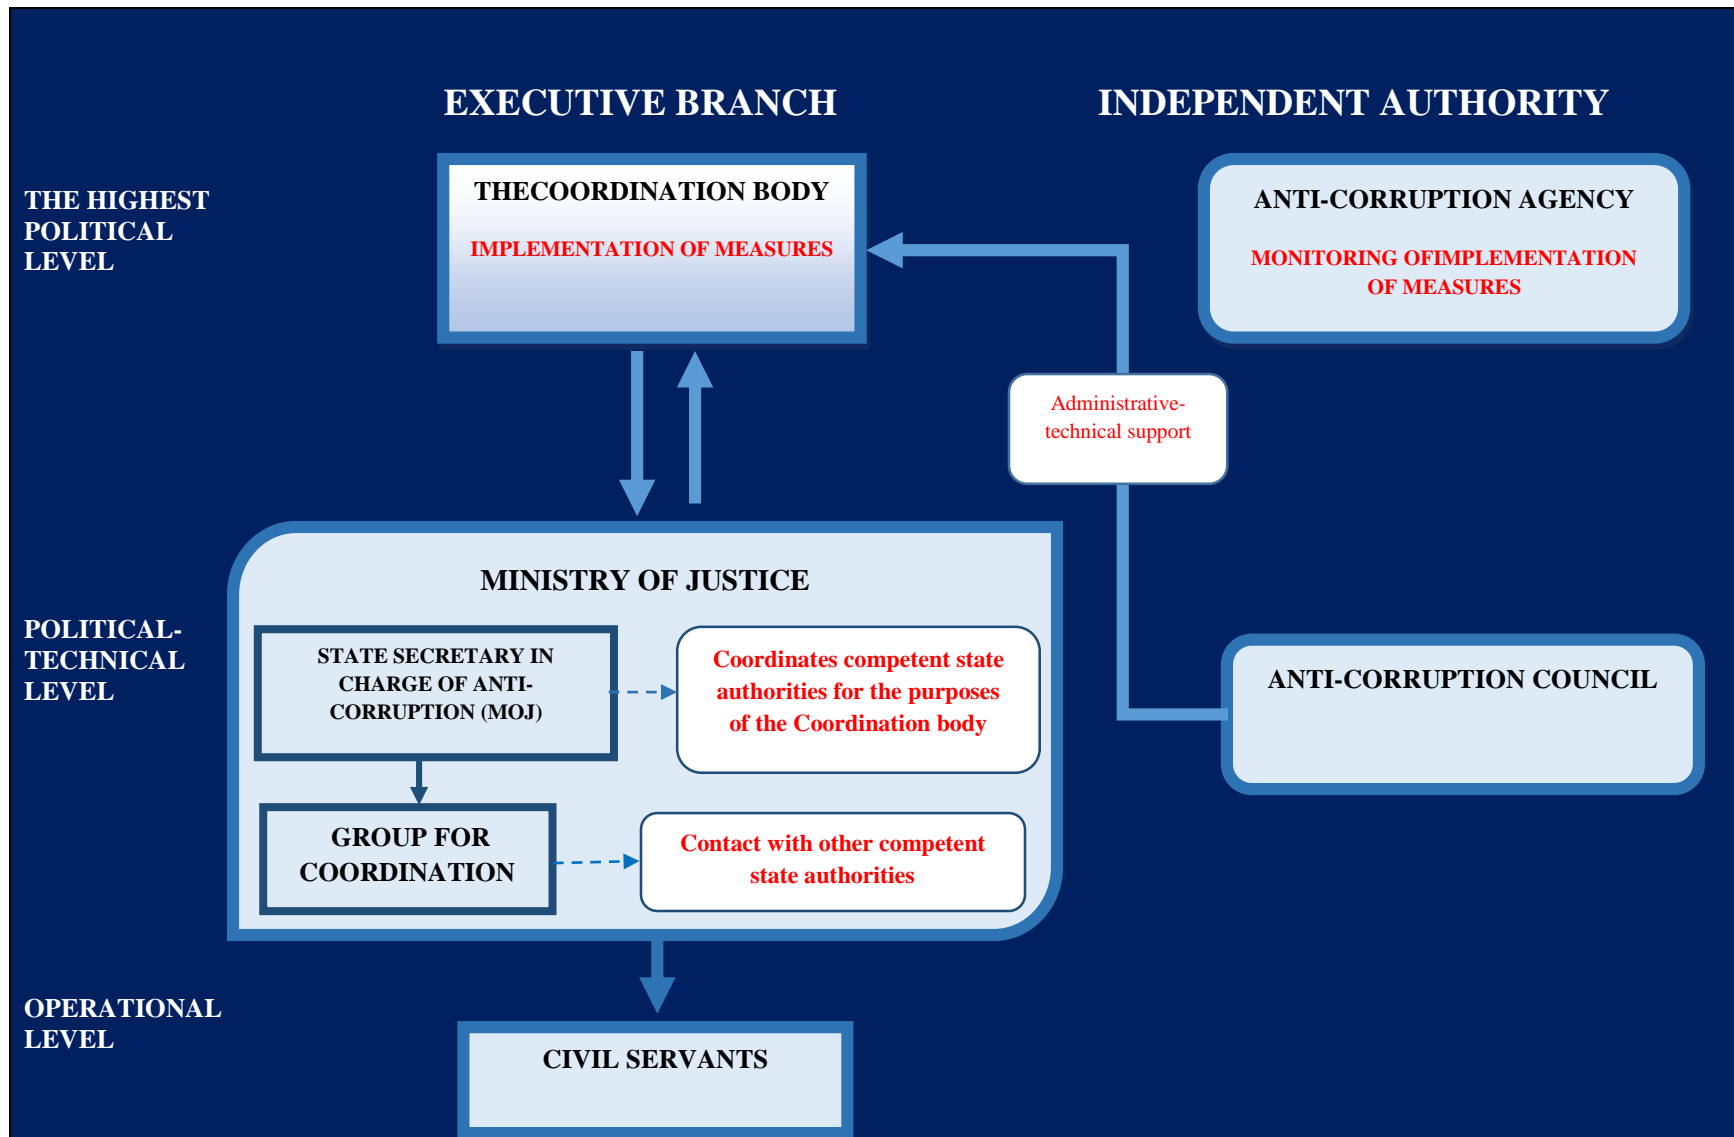 EXECUTIVE BRANCH
INDEPENDENT AUTHORITY
THE HIGHEST
POLITICAL
LEVEL
THECOORDINATION BODY
IMPLEMENTATION OF MEASURES
ANTI-CORRUPTION AGENCY
MONITORING OFIMPLEMENTATION
OF MEASURES
Administrative-
technical support
POLITICAL-
TECHNICAL
LEVEL
MINISTRY OF JUSTICE
STATE SECRETARY IN
CHARGE OF ANTI-
CORRUPTION (MOJ)
Coordinates competent state
authorities for the purposes
of the Coordination body
ANTI-CORRUPTION COUNCIL
GROUP FOR
COORDINATION
Contact with other competent
state authorities
OPERATIONAL
LEVEL
CIVIL SERVANTS